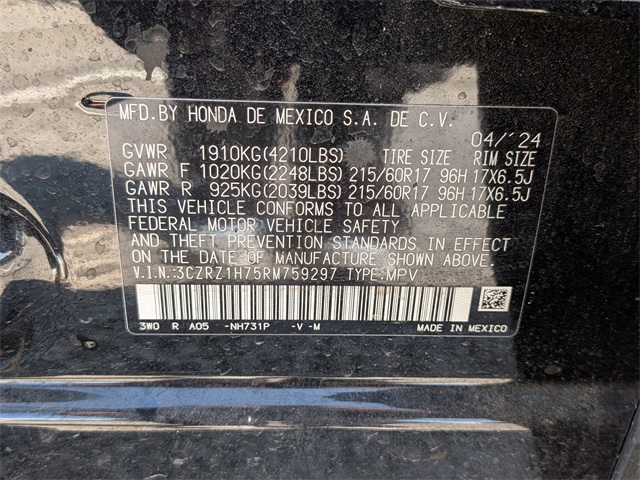 MFD.BY HONDA DE MEXICO S.A. DE C.V.
04/'24
GVWR 1910KG(4210LBS) TIRE SIZE RIM SIZE
GAWR F 1020KG(2248LBS) 215/60R17 96H 17X6.5J
GAWR R 925KG(2039LBS) 215/60R17 96H 17X6.5J
THIS VEHICLE CONFORMS TO ALL APPLICABLE
FEDERAL MOTOR VEHICLE SAFETY
AND THEFT PREVENTION STANDARDS IN EFFECT
ON THE DATE OF MANUFACTURE SHOWN ABOVE.
V.I.N.:3CZRZ1H75RM759297 TYPE:MPV
3W0 R A05 -NH731P -V-M MADE IN MEXICO